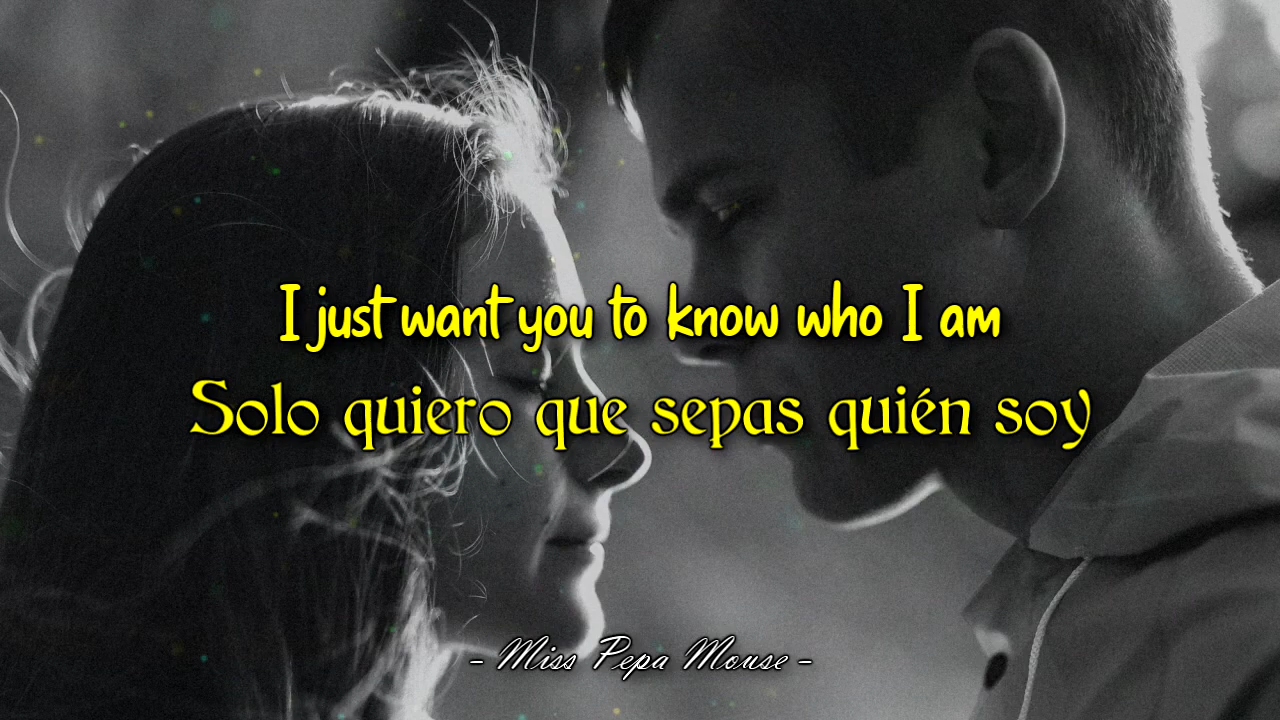 I just want you to know who I am
Solo quiero que sepas quién soy
- Miss Pepa Mouse -